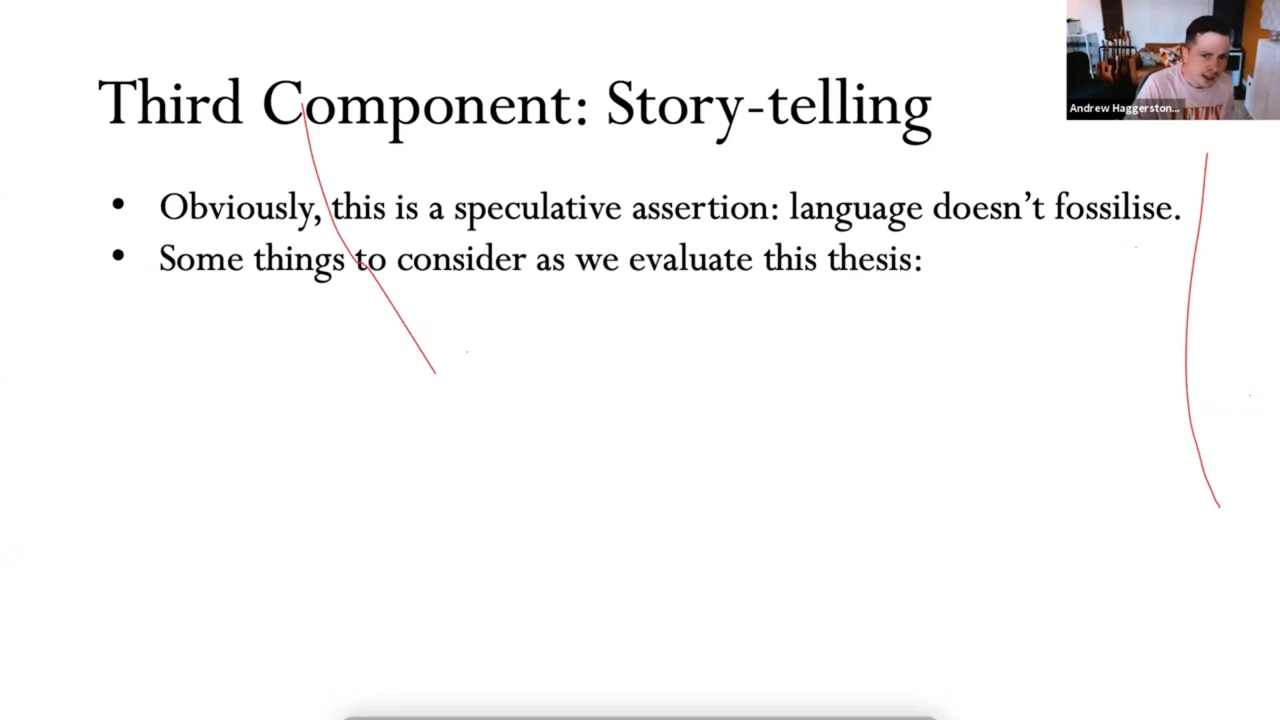 Third Component: Story-telling
Andrew Haggerston...
• Obviously, this is a speculative assertion: language doesn’t fossilise.
• Some things to consider as we evaluate this thesis: